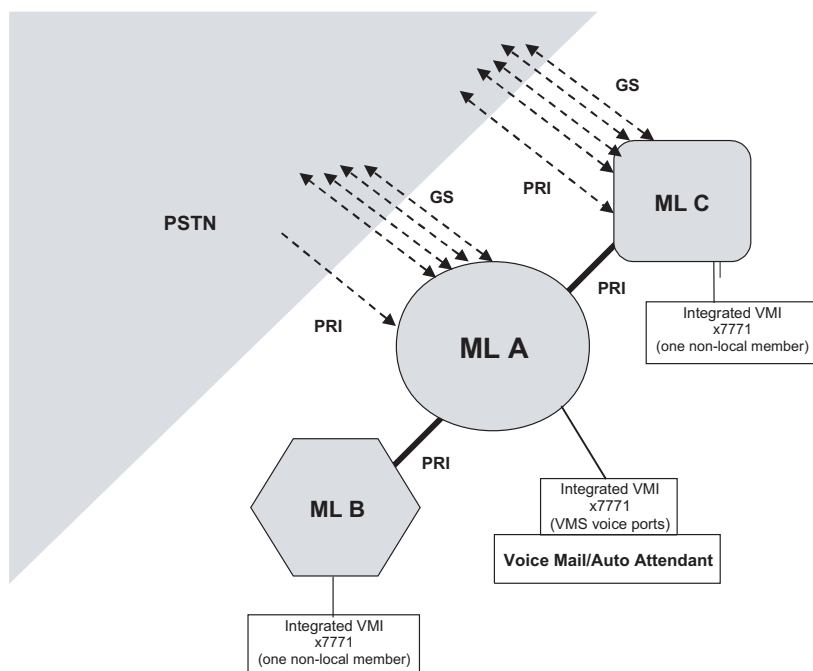 GS
PRI
ML C
PSTN
GS
PRI
PRI
ML A
Integrated VMI
x7771
(one non-local member)
PRI
ML B
Integrated VMI
x7771
(VMS voice ports)
Voice Mail/Auto Attendant
Integrated VMI
x7771
(one non-local member)